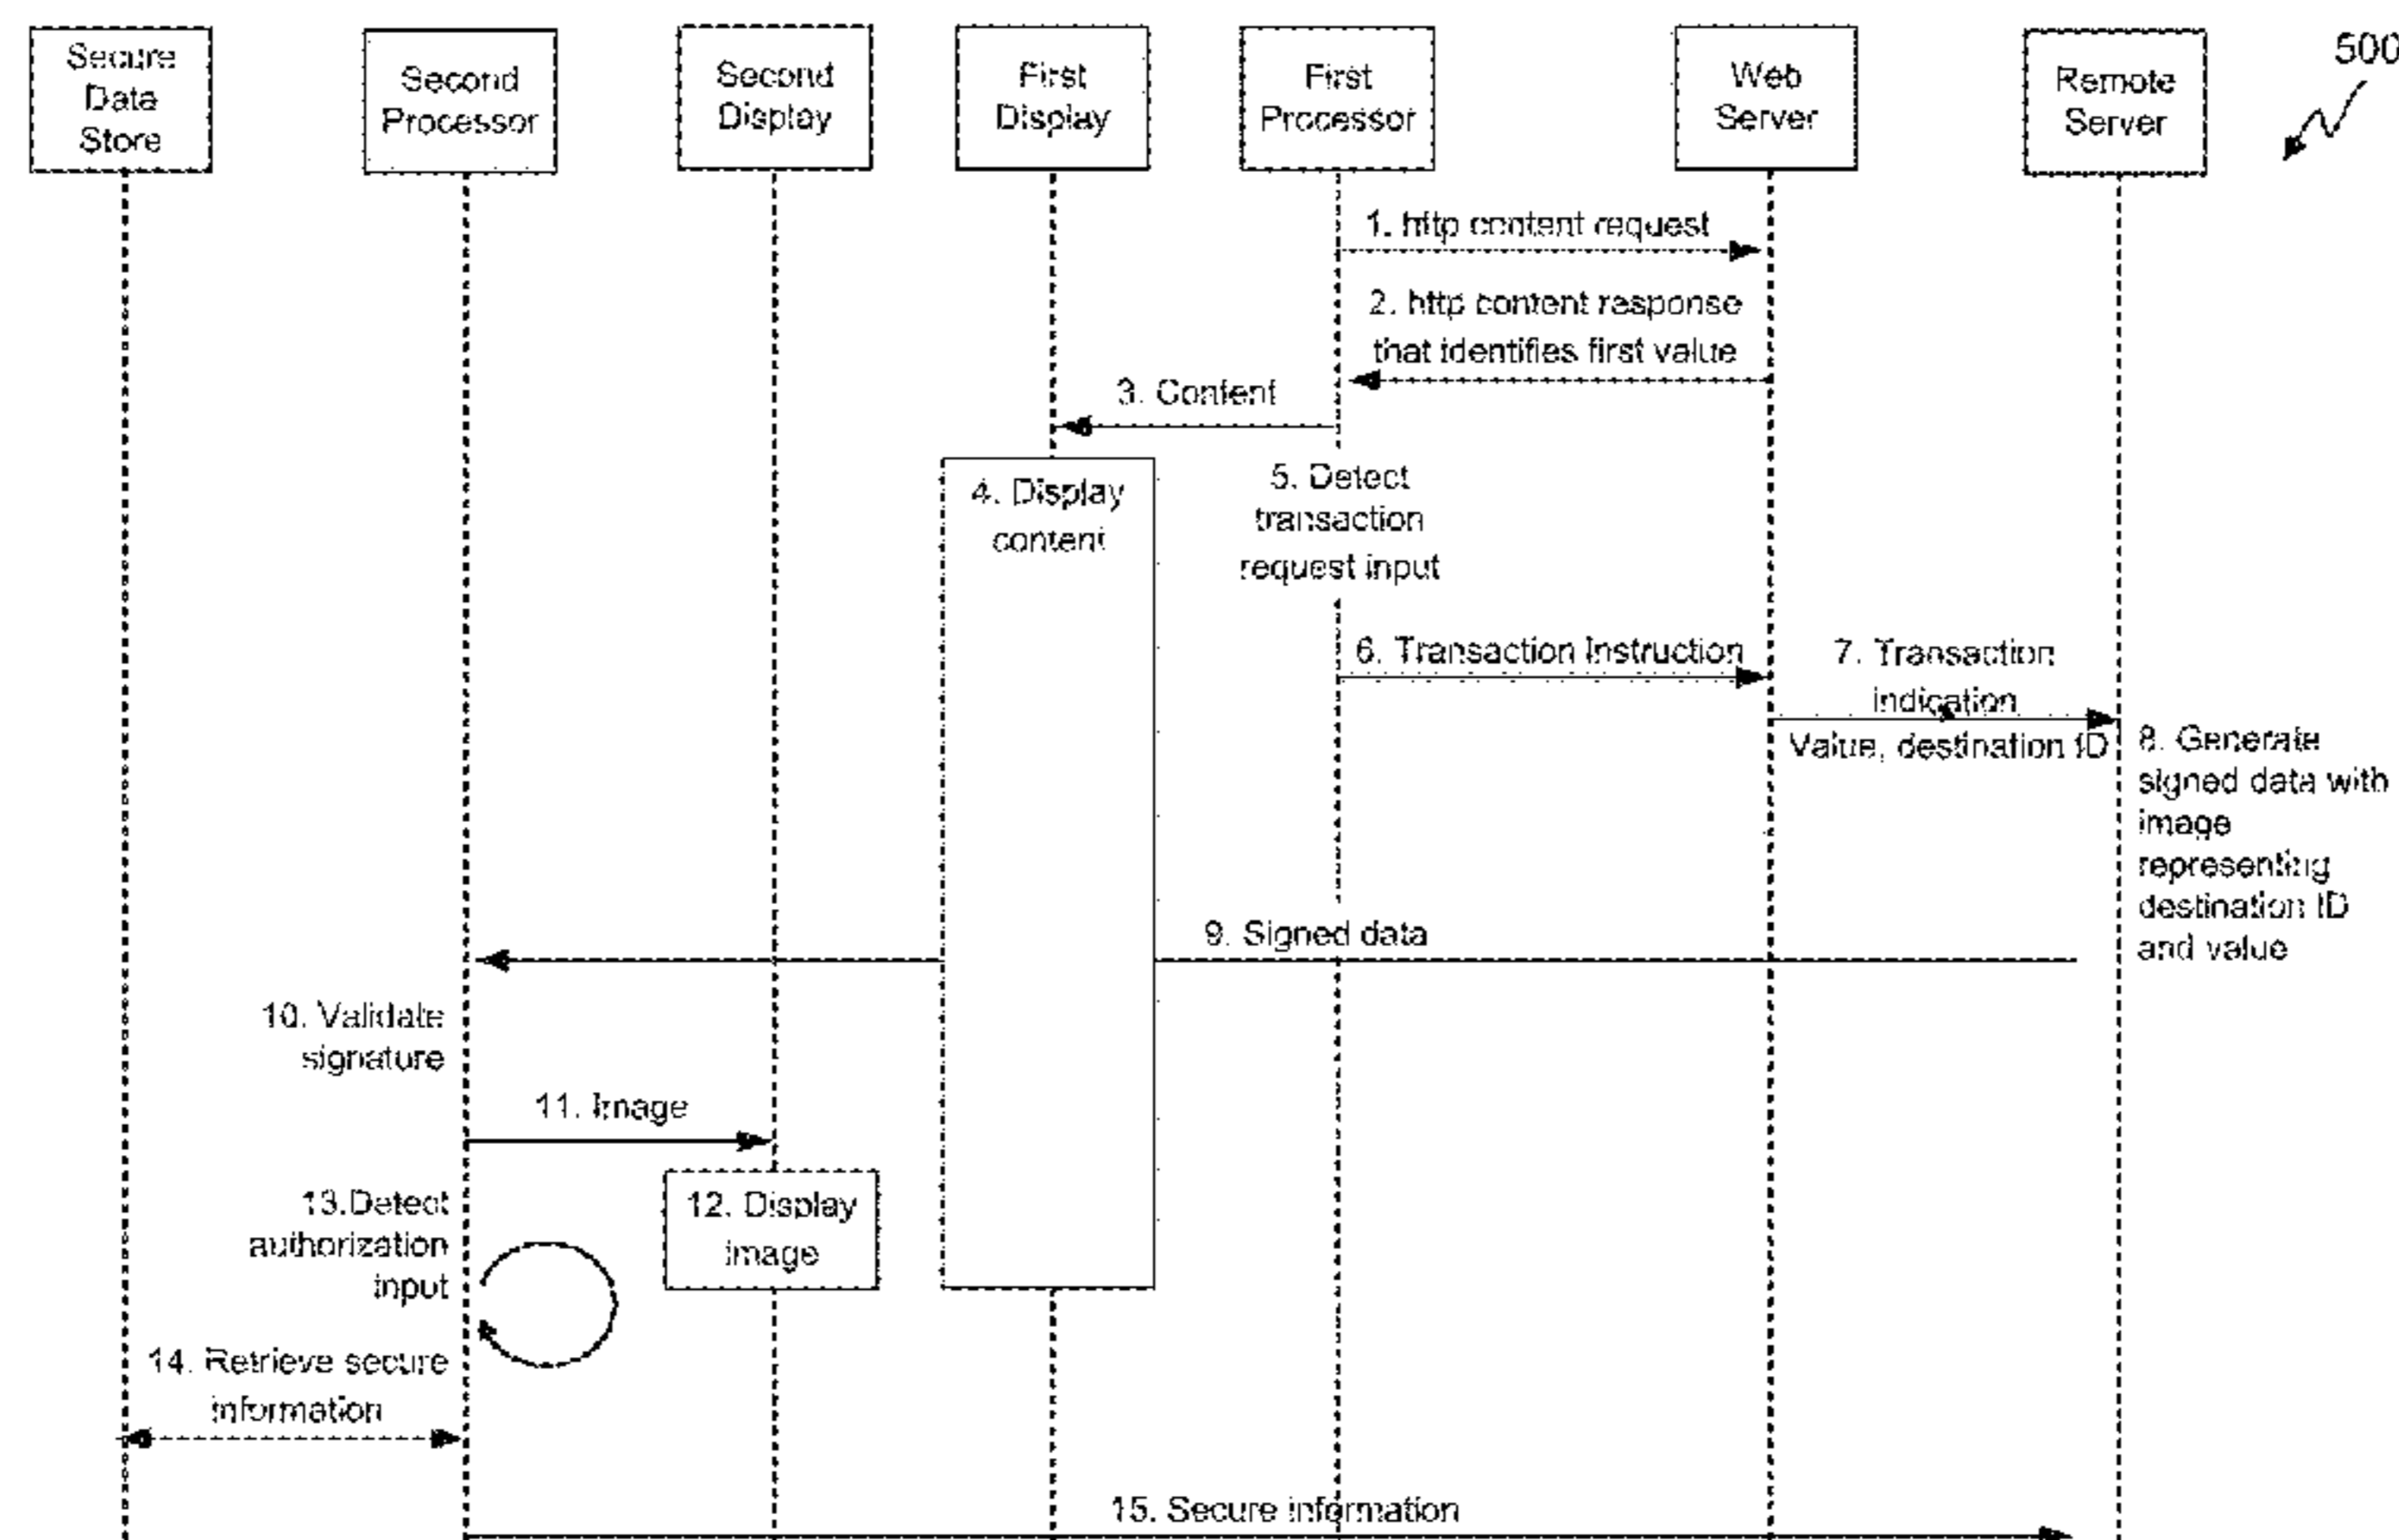 Secure
Data
Store
Second
Processor
Second
Display
First
Display
First
Processor
Web
Server
Remote
Server
500
1. http content request
2. http content response
that identifies first value
3. Content
4. Display
content
5. Detect
transaction
request input
6. Transaction Instruction
7. Transaction
indication
Value, destination ID
8. Generate
signed data with
image
representing
destination ID
and value
9. Signed data
10. Validate
signature
11. Image
12. Display
image
13.Detect
authorization
input
14. Retrieve secure
information
15. Secure information